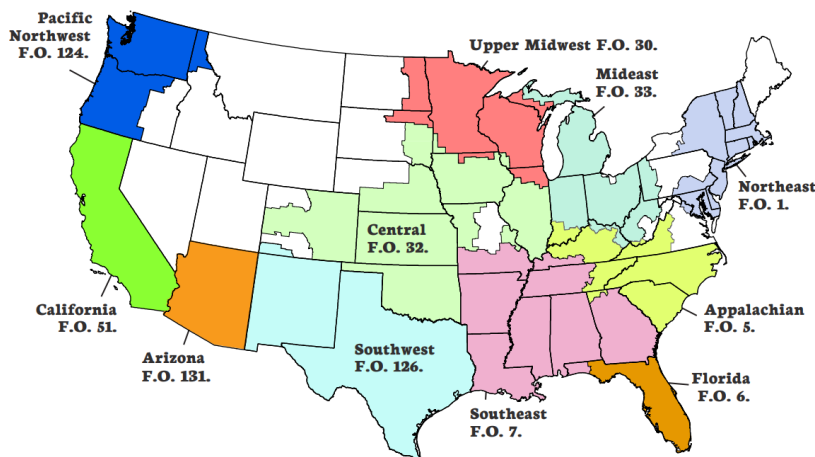 Pacific
Northwest
F.O. 124.
Upper Midwest F.O. 30.
Mideast
F.O. 33.
Northeast
F.O. 1.
Central
F.O. 32.
California
F.O. 51.
Appalachian
F.O. 5.
Arizona
F.O. 131.
Southwest
F.O. 126.
Florida
F.O. 6.
Southeast
F.O. 7.